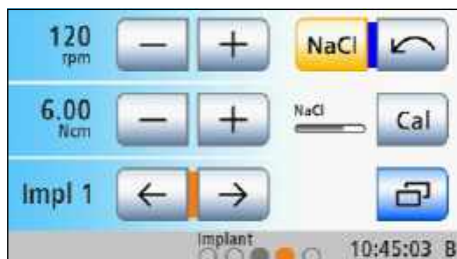 120
rpm
NaCl
6.00
Ncm
NaCl
Cal
Impl 1
Implant
10:45:03 B